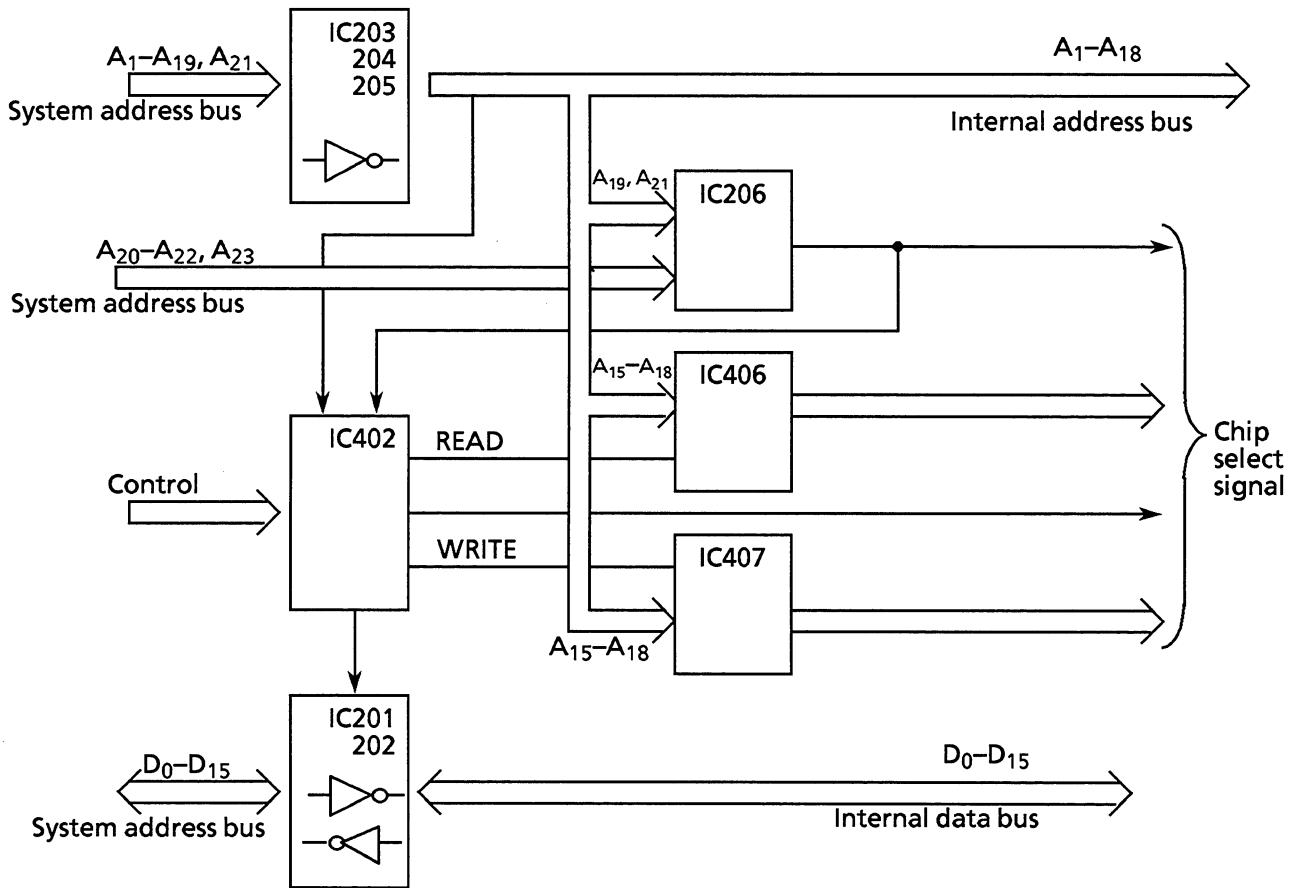 A₁–A₁₉, A₂₁
System address bus
IC203
204
205
A₁–A₁₈
Internal address bus
A₁₉, A₂₁
IC206
A₂₀–A₂₂, A₂₃
System address bus
A₁₅–A₁₈
IC406
IC402
READ
Control
WRITE
IC407
A₁₅–A₁₈
Chip
select
signal
IC201
202
D₀–D₁₅
System address bus
D₀–D₁₅
Internal data bus